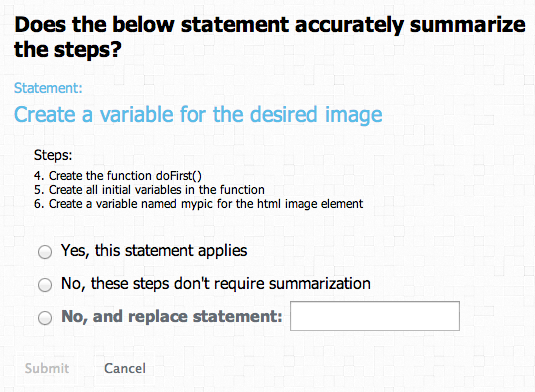 Does the below statement accurately summarize
the steps?
Statement:
Create a variable for the desired image
Steps:
4. Create the function doFirst()
5. Create all initial variables in the function
6. Create a variable named mypic for the html image element
Yes, this statement applies
No, these steps don't require summarization
No, and replace statement:
Submit Cancel